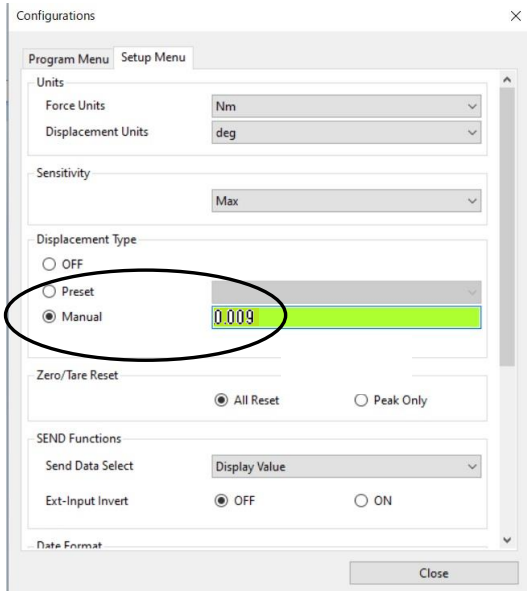 Configurations
Program Menu Setup Menu
Units
Force Units Nm
Displacement Units deg
Sensitivity
Max
Displacement Type
OFF
Preset
Manual 0.009
Zero/Tare Reset
All Reset Peak Only
SEND Functions
Send Data Select Display Value
Ext-Input Invert OFF ON
Date Format
Close